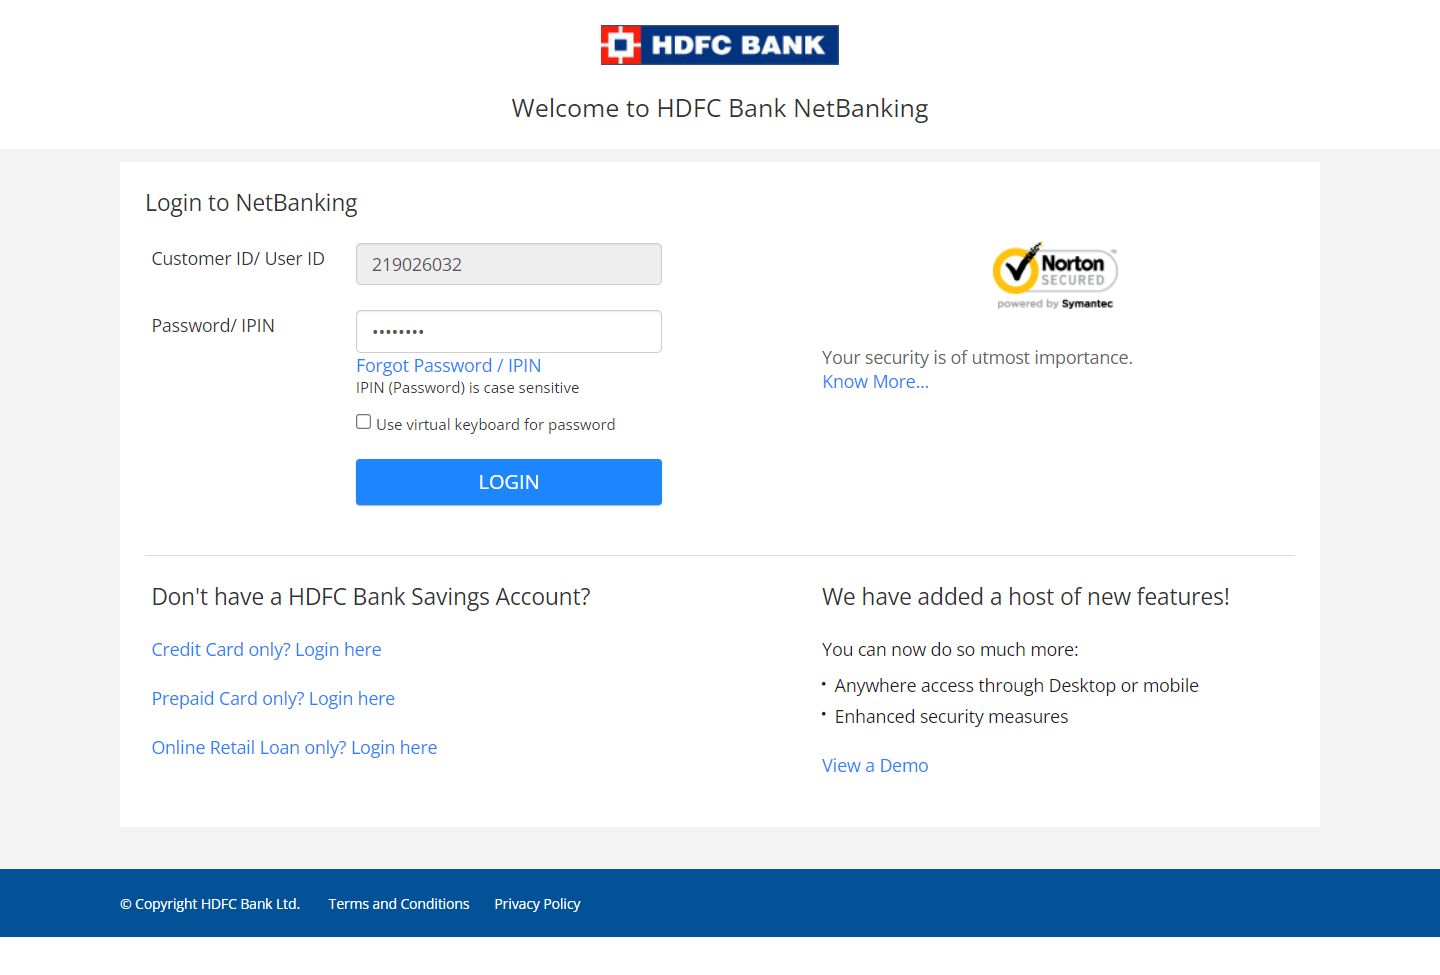 HDFC BANK
Welcome to HDFC Bank NetBanking
Login to NetBanking
Customer ID/ User ID
219026032
Password/ IPIN
••••••••
Forgot Password / IPIN
IPIN (Password) is case sensitive
Use virtual keyboard for password
LOGIN
Norton
SECURED
powered by Symantec
Your security is of utmost importance.
Know More...
Don't have a HDFC Bank Savings Account?
Credit Card only? Login here
Prepaid Card only? Login here
Online Retail Loan only? Login here
We have added a host of new features!
You can now do so much more:
• Anywhere access through Desktop or mobile
• Enhanced security measures
View a Demo
© Copyright HDFC Bank Ltd. Terms and Conditions Privacy Policy